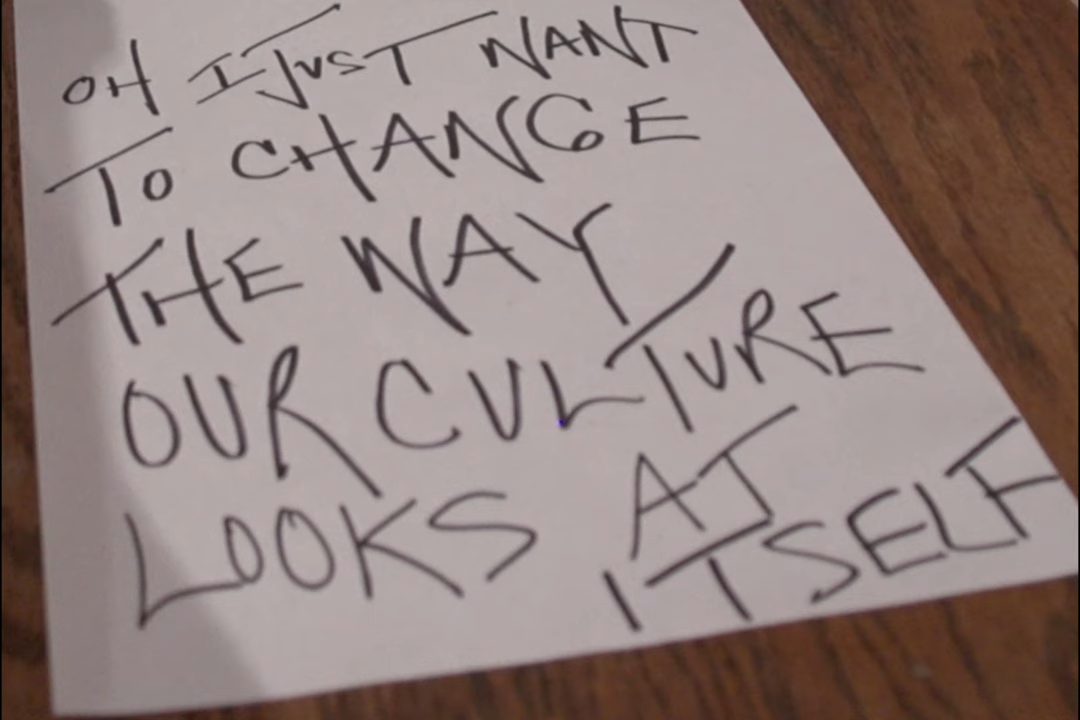 OH I JUST WANT
TO CHANGE
THE WAY
OUR CULTURE
LOOKS AT
ITSELF